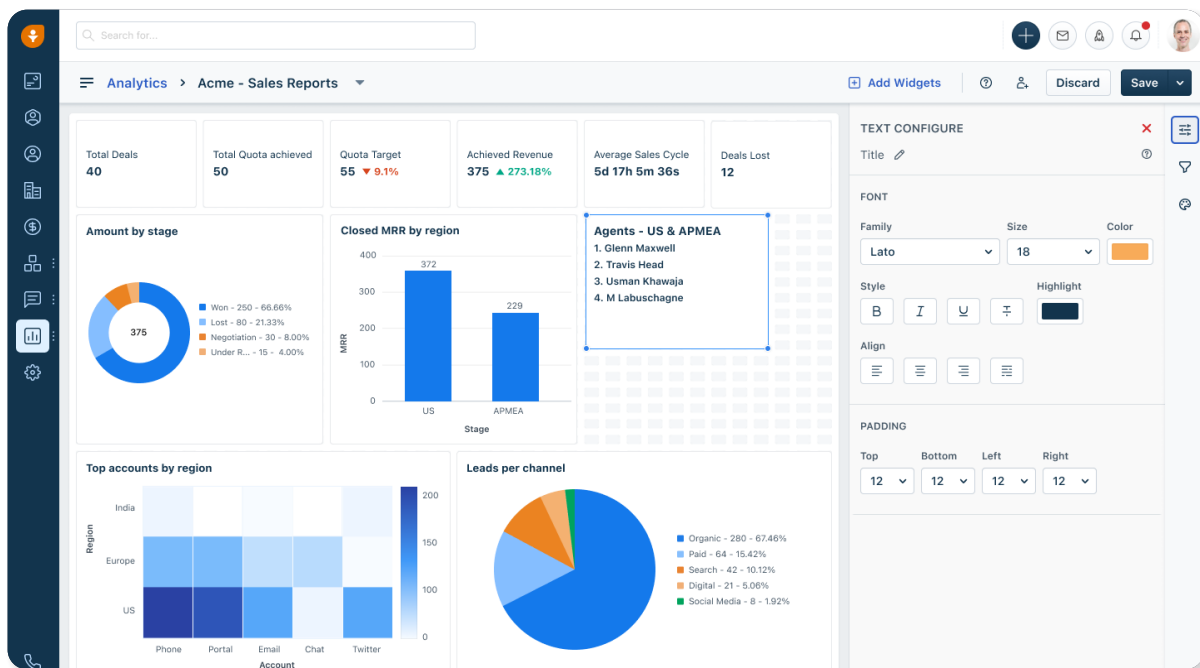 Search for...
Analytics > Acme - Sales Reports
Add Widgets
Discard
Save
Total Deals
40
Total Quota achieved
50
Quota Target
55 ▼ 9.1%
Achieved Revenue
375 ▲ 273.18%
Average Sales Cycle
5d 17h 5m 36s
Deals Lost
12
Amount by stage
375
Won - 250 - 66.66%
Lost - 80 - 21.33%
Negotiation - 30 - 8.00%
Under R... - 15 - 4.00%
Closed MRR by region
400
300
200
100
0
MRR
372
229
US
APMEA
Stage
Agents - US & APMEA
1. Glenn Maxwell
2. Travis Head
3. Usman Khawaja
4. M Labuschagne
Top accounts by region
Region
India
Europe
US
Phone
Portal
Email
Chat
Twitter
Account
200
150
100
0
Leads per channel
Organic - 280 - 67.46%
Paid - 64 - 15.42%
Search - 42 - 10.12%
Digital - 21 - 5.06%
Social Media - 8 - 1.92%
TEXT CONFIGURE
Title
FONT
Family
Size
Color
Lato
18
Style
Highlight
B
I
U
T
Align
PADDING
Top
Bottom
Left
Right
12
12
12
12